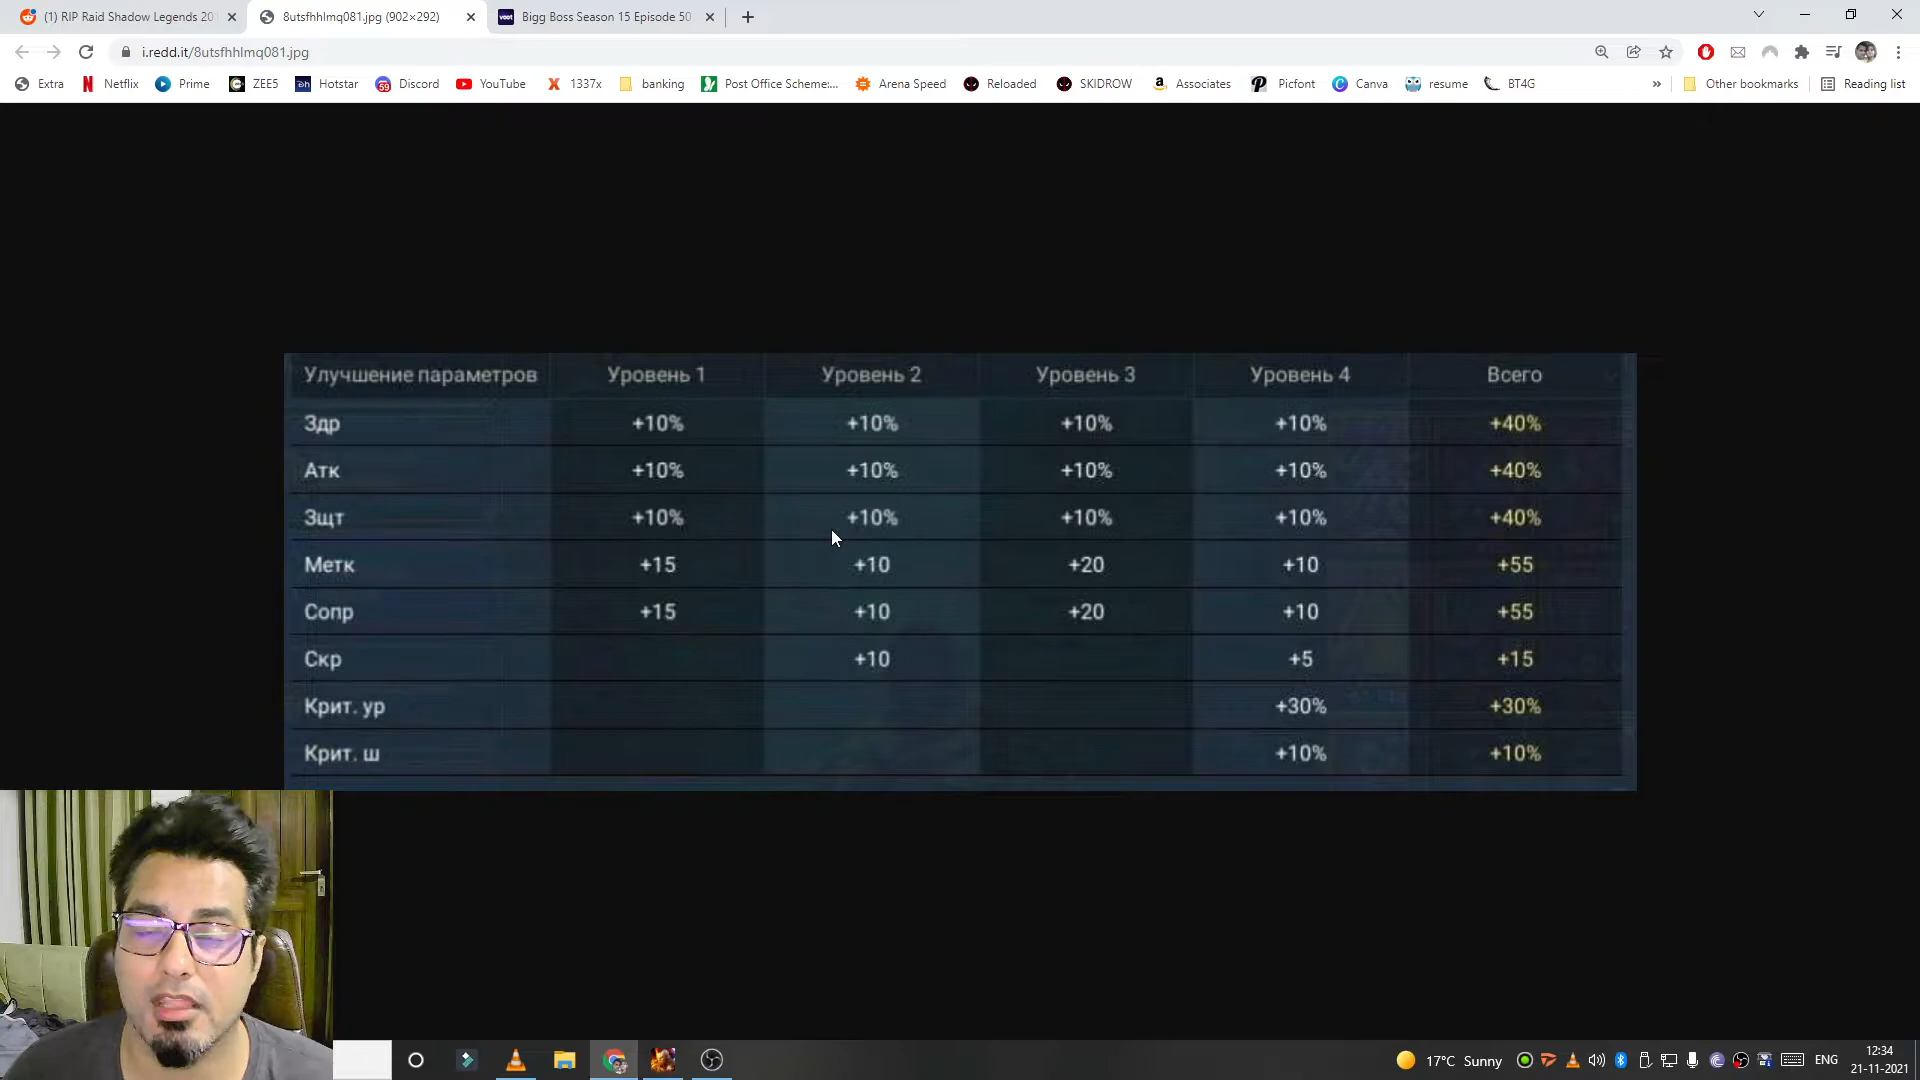 (1) RIP Raid Shadow Legends 201
8utsfhhlmq081.jpg (902×292)
voot
Bigg Boss Season 15 Episode 50
i.redd.it/8utsfhhlmq081.jpg
Extra
Netflix
Prime
ZEE5
Hotstar
59
Discord
YouTube
1337x
banking
Post Office Scheme:...
Arena Speed
Reloaded
SKIDROW
Associates
Picfont
Canva
resume
BT4G
»
Other bookmarks
Reading list
Улучшение параметров Уровень 1 Уровень 2 Уровень 3 Уровень 4 Всего
Здр +10% +10% +10% +10% +40%
Атк +10% +10% +10% +10% +40%
Зщт +10% +10% +10% +10% +40%
Метк +15 +10 +20 +10 +55
Сопр +15 +10 +20 +10 +55
Скр +10 +5 +15
Крит. ур +30% +30%
Крит. ш +10% +10%
17°C Sunny
ENG
12:34
21-11-2021